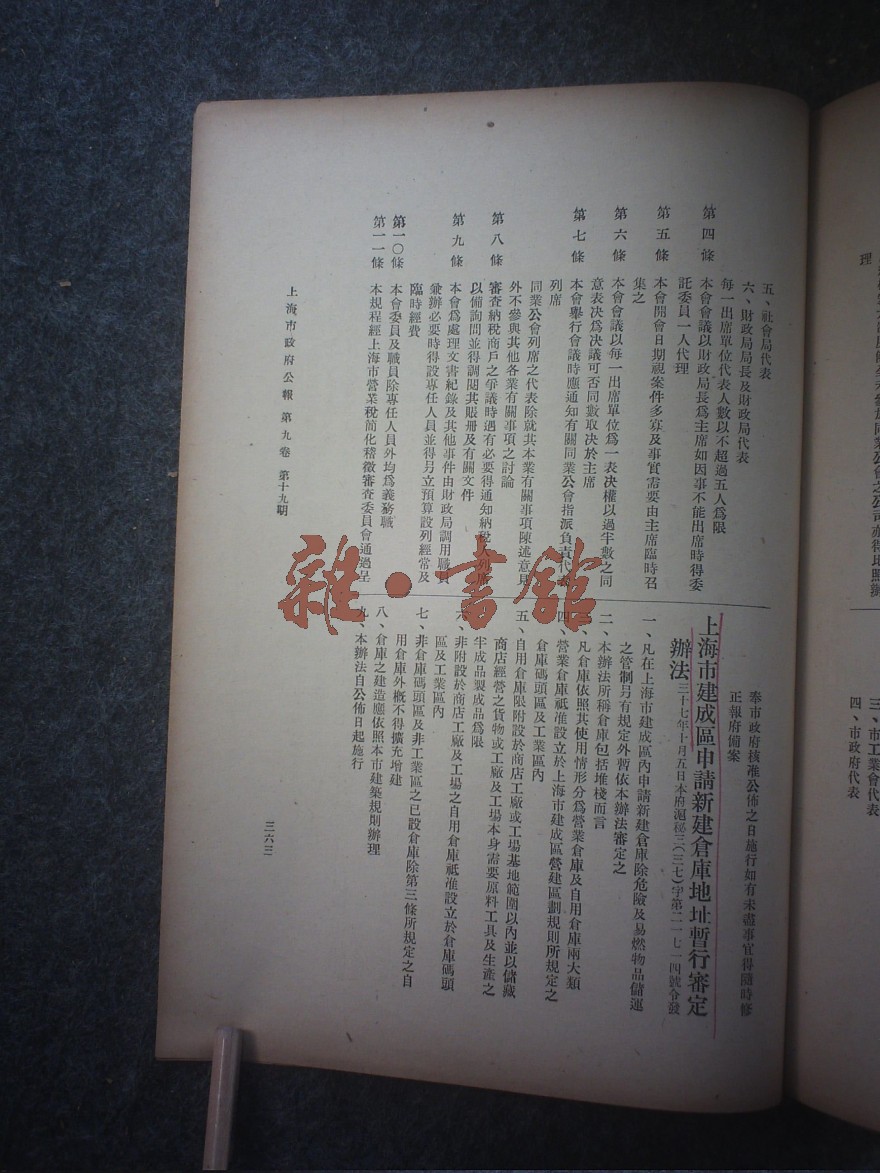 五、社會局代表
六、財政局局長及財政局代表
每一出席單位代表人數以不超過五人為限
第四條 本會會議以財政局長為主席如因事不能出席時得委
託委員一人代理
第五條 本會開會日期視案件多寡及事實需要由主席臨時召
集之
第六條 本會會議以每一出席單位為一表決權以過半數之同
意表決為決議可否同數取決於主席
第七條 本會舉行會議時應通知有關同業公會指派負責代表
列席
同業公會列席之代表除就其本業有關事項陳述意見
外不參與其他各業有關事項之討論
第八條 審查納稅商戶之爭議時遇有必要得通知納稅人列席
以備詢問並得調閱其賬册及有關文件
第九條 本會為處理文書紀錄及其他事件由財政局調用職員
兼辦必要時得設專任人員並得另立預算設列經常及
臨時經費
第一〇條 本會委員及職員除專任人員外均為義務職
第一一條 本規程經上海市營業稅簡化稽徵審查委員會通過呈
奉市政府核准公佈之日施行如有未盡事宜得隨時修
正報府備案
上海市建成區申請新建倉庫地址暫行審定
辦法 三十七年十月五日本府滬秘三(三七)字第二一七一四號令發
一、凡在上海市建成區內申請新建倉庫除危險及易燃物品儲運
之管制另有規定外暫依本辦法審定之
二、本辦法所稱倉庫包括堆棧而言
三、凡倉庫依照其使用情形分為營業倉庫及自用倉庫兩大類
四、營業倉庫祗准設立於上海市建成區營建區劃規則所規定之
倉庫碼頭區及工業區內
五、自用倉庫限附設於商店工廠或工場基地範圍以內並以儲藏
商店經營之貨物或工廠及工場本身需要原料工具及生產之
半成品製成品為限
六、非附設於商店工廠及工場之自用倉庫祗准設立於倉庫碼頭
區及工業區內
七、非倉庫碼頭區及非工業區之已設倉庫除第三條所規定之自
用倉庫外概不得擴充增建
八、倉庫之建造應依照本市建築規則辦理
九、本辦法自公佈日起施行
上海市政府公報 第九卷 第十九期
三六三
三、市工業會代表
四、市政府代表
雜·書館